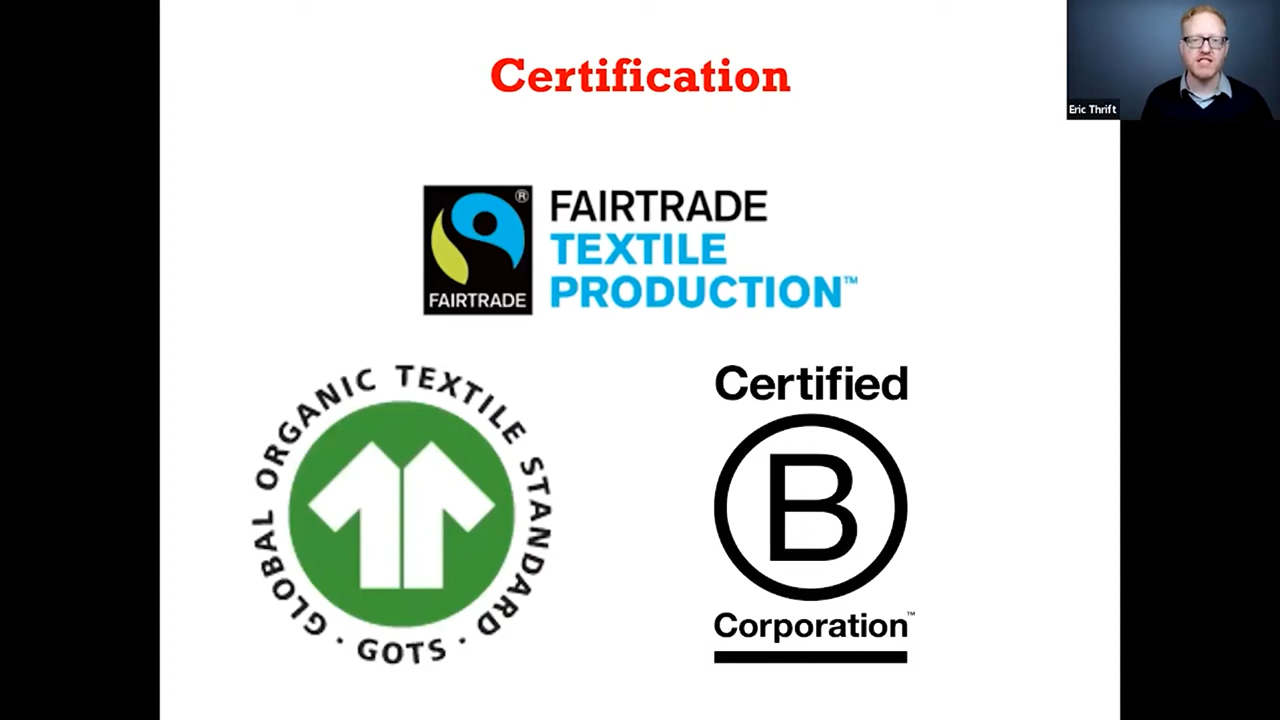 Certification
Eric Thrift
FAIRTRADE
TEXTILE
PRODUCTION™
®
FAIRTRADE
GLOBAL ORGANIC TEXTILE STANDARD · GOTS ·
Certified
B
Corporation™